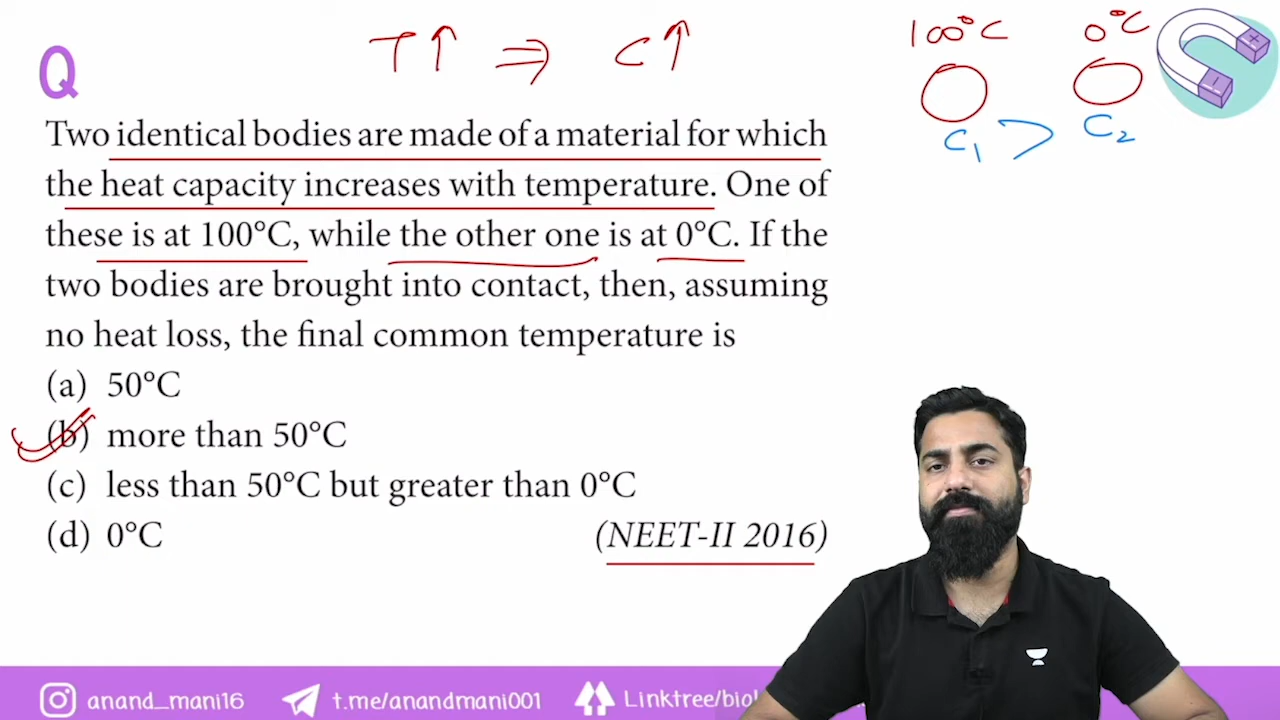 Q
T↑ ⇒ C↑
100°C
0°C
+
-
C₁ > C₂
Two identical bodies are made of a material for which
the heat capacity increases with temperature. One of
these is at 100°C, while the other one is at 0°C. If the
two bodies are brought into contact, then, assuming
no heat loss, the final common temperature is
(a) 50°C
(b) more than 50°C
(c) less than 50°C but greater than 0°C
(d) 0°C
(NEET-II 2016)
anand_mani16
t.me/anandmani001
Linktree/biol